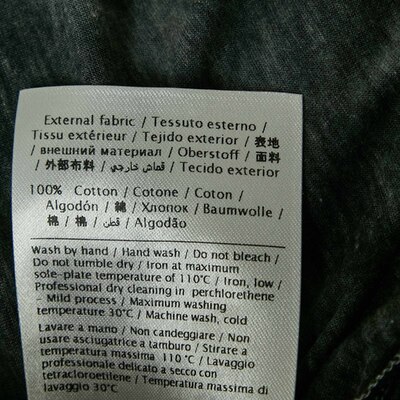 External fabric / Tessuto esterno /
Tissu extérieur / Tejido exterior / 表地
/ внешний материал / Oberstoff / 面料
/ 外部布料 / قماش خارجي / Tecido exterior
100% Cotton / Cotone / Coton /
Algodón / 綿 / Хлопок / Baumwolle /
棉 / 棉 / قطن / Algodão
Wash by hand / Hand wash / Do not bleach /
Do not tumble dry / Iron at maximum
sole-plate temperature of 110°C / Iron, low /
Professional dry cleaning in perchlorethene
- Mild process / Maximum washing
temperature 30°C / Machine wash, cold
Lavare a mano / Non candeggiare / Non
usare asciugatrice a tamburo / Stirare a
temperatura massima 110 °C / Lavaggio
professionale delicato a secco con
tetracloroetilene / Temperatura massima di
lavaggio 30°C